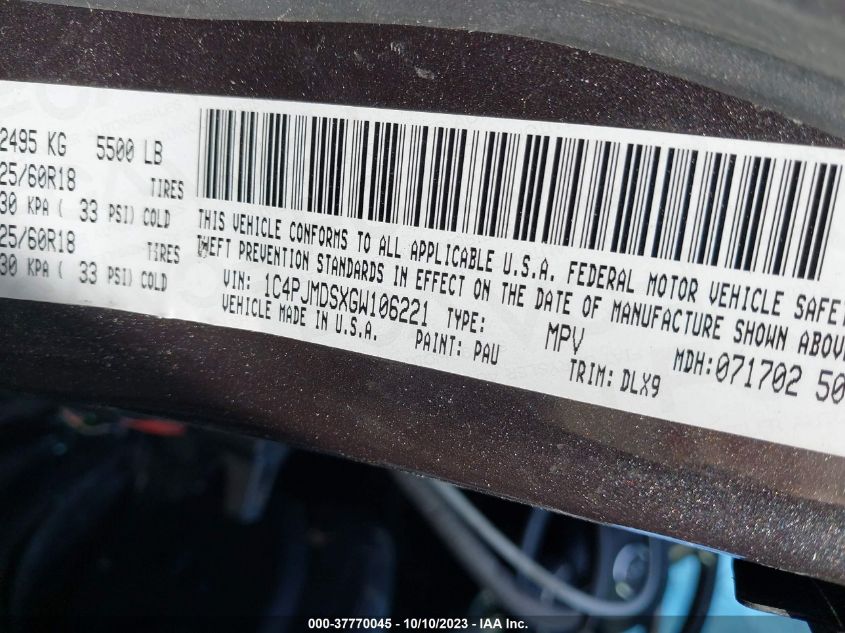 2495 KG 5500 LB
25/60R18 TIRES
30 KPA ( 33 PSI) COLD
25/60R18 TIRES
30 KPA ( 33 PSI) COLD
THIS VEHICLE CONFORMS TO ALL APPLICABLE U.S.A. FEDERAL MOTOR VEHICLE SAFET
THEFT PREVENTION STANDARDS IN EFFECT ON THE DATE OF MANUFACTURE SHOWN ABOV
VIN: 1C4PJMDSXGW106221 TYPE: MPV MDH:071702 50
VEHICLE MADE IN U.S.A. PAINT: PAU TRIM: DLX9
000-37770045 - 10/10/2023 - IAA Inc.